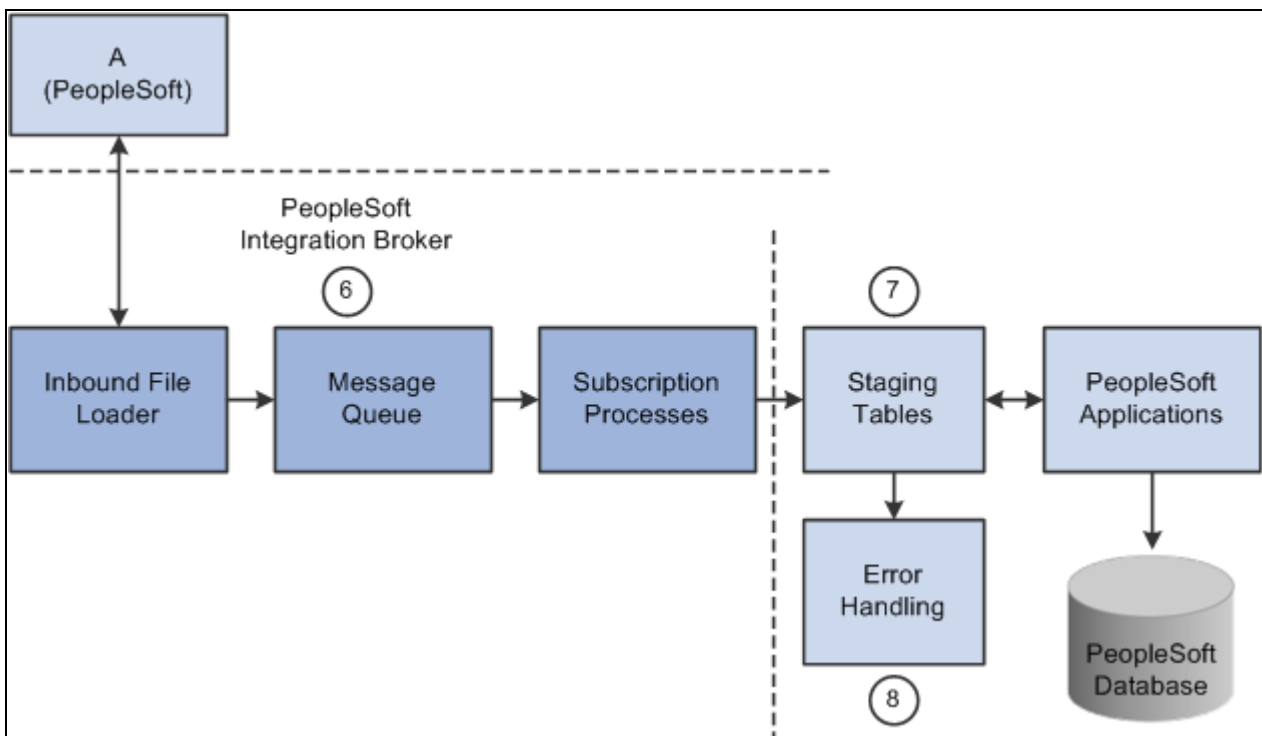 A
(PeopleSoft)
PeopleSoft
Integration Broker
6
7
Inbound File
Loader
Message
Queue
Subscription
Processes
Staging
Tables
PeopleSoft
Applications
Error
Handling
8
PeopleSoft
Database